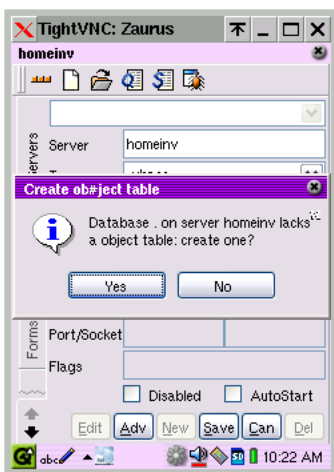 TightVNC: Zaurus
homeinv
Servers
Server homeinv
Create ob#ject table
Database . on server homeinv lacks
a object table: create one?
Yes No
Forms
Port/Socket
Flags
Disabled AutoStart
Edit Adv New Save Can Del
abc 10:22 AM